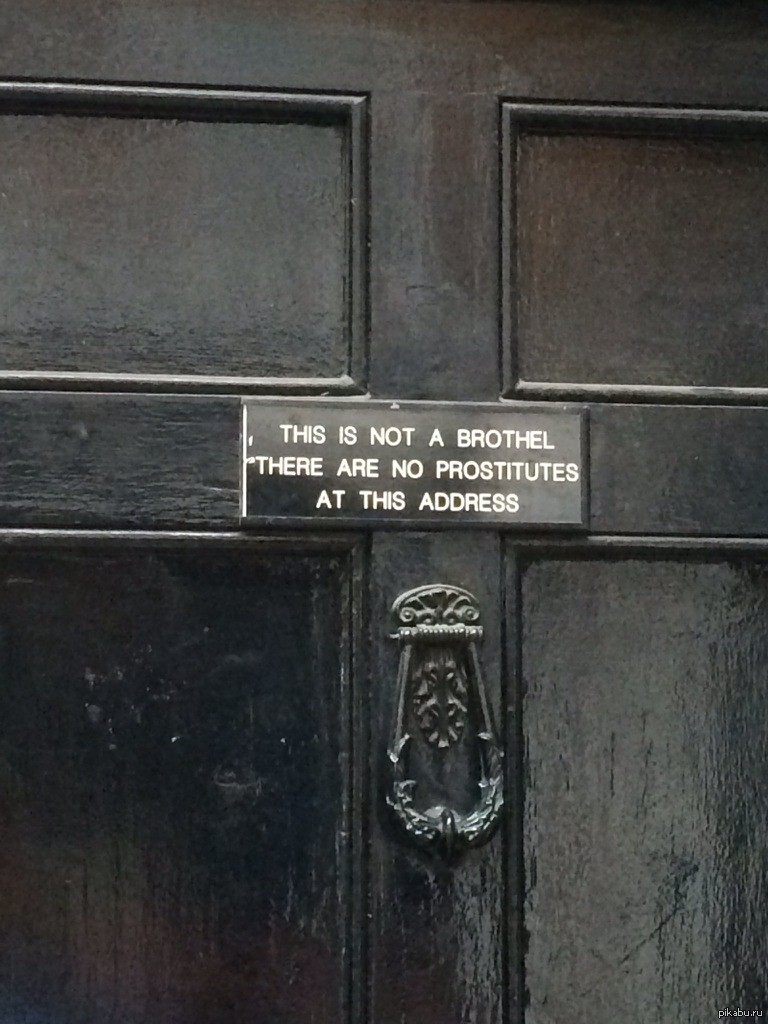 THIS IS NOT A BROTHEL
THERE ARE NO PROSTITUTES
AT THIS ADDRESS
pikabu.ru